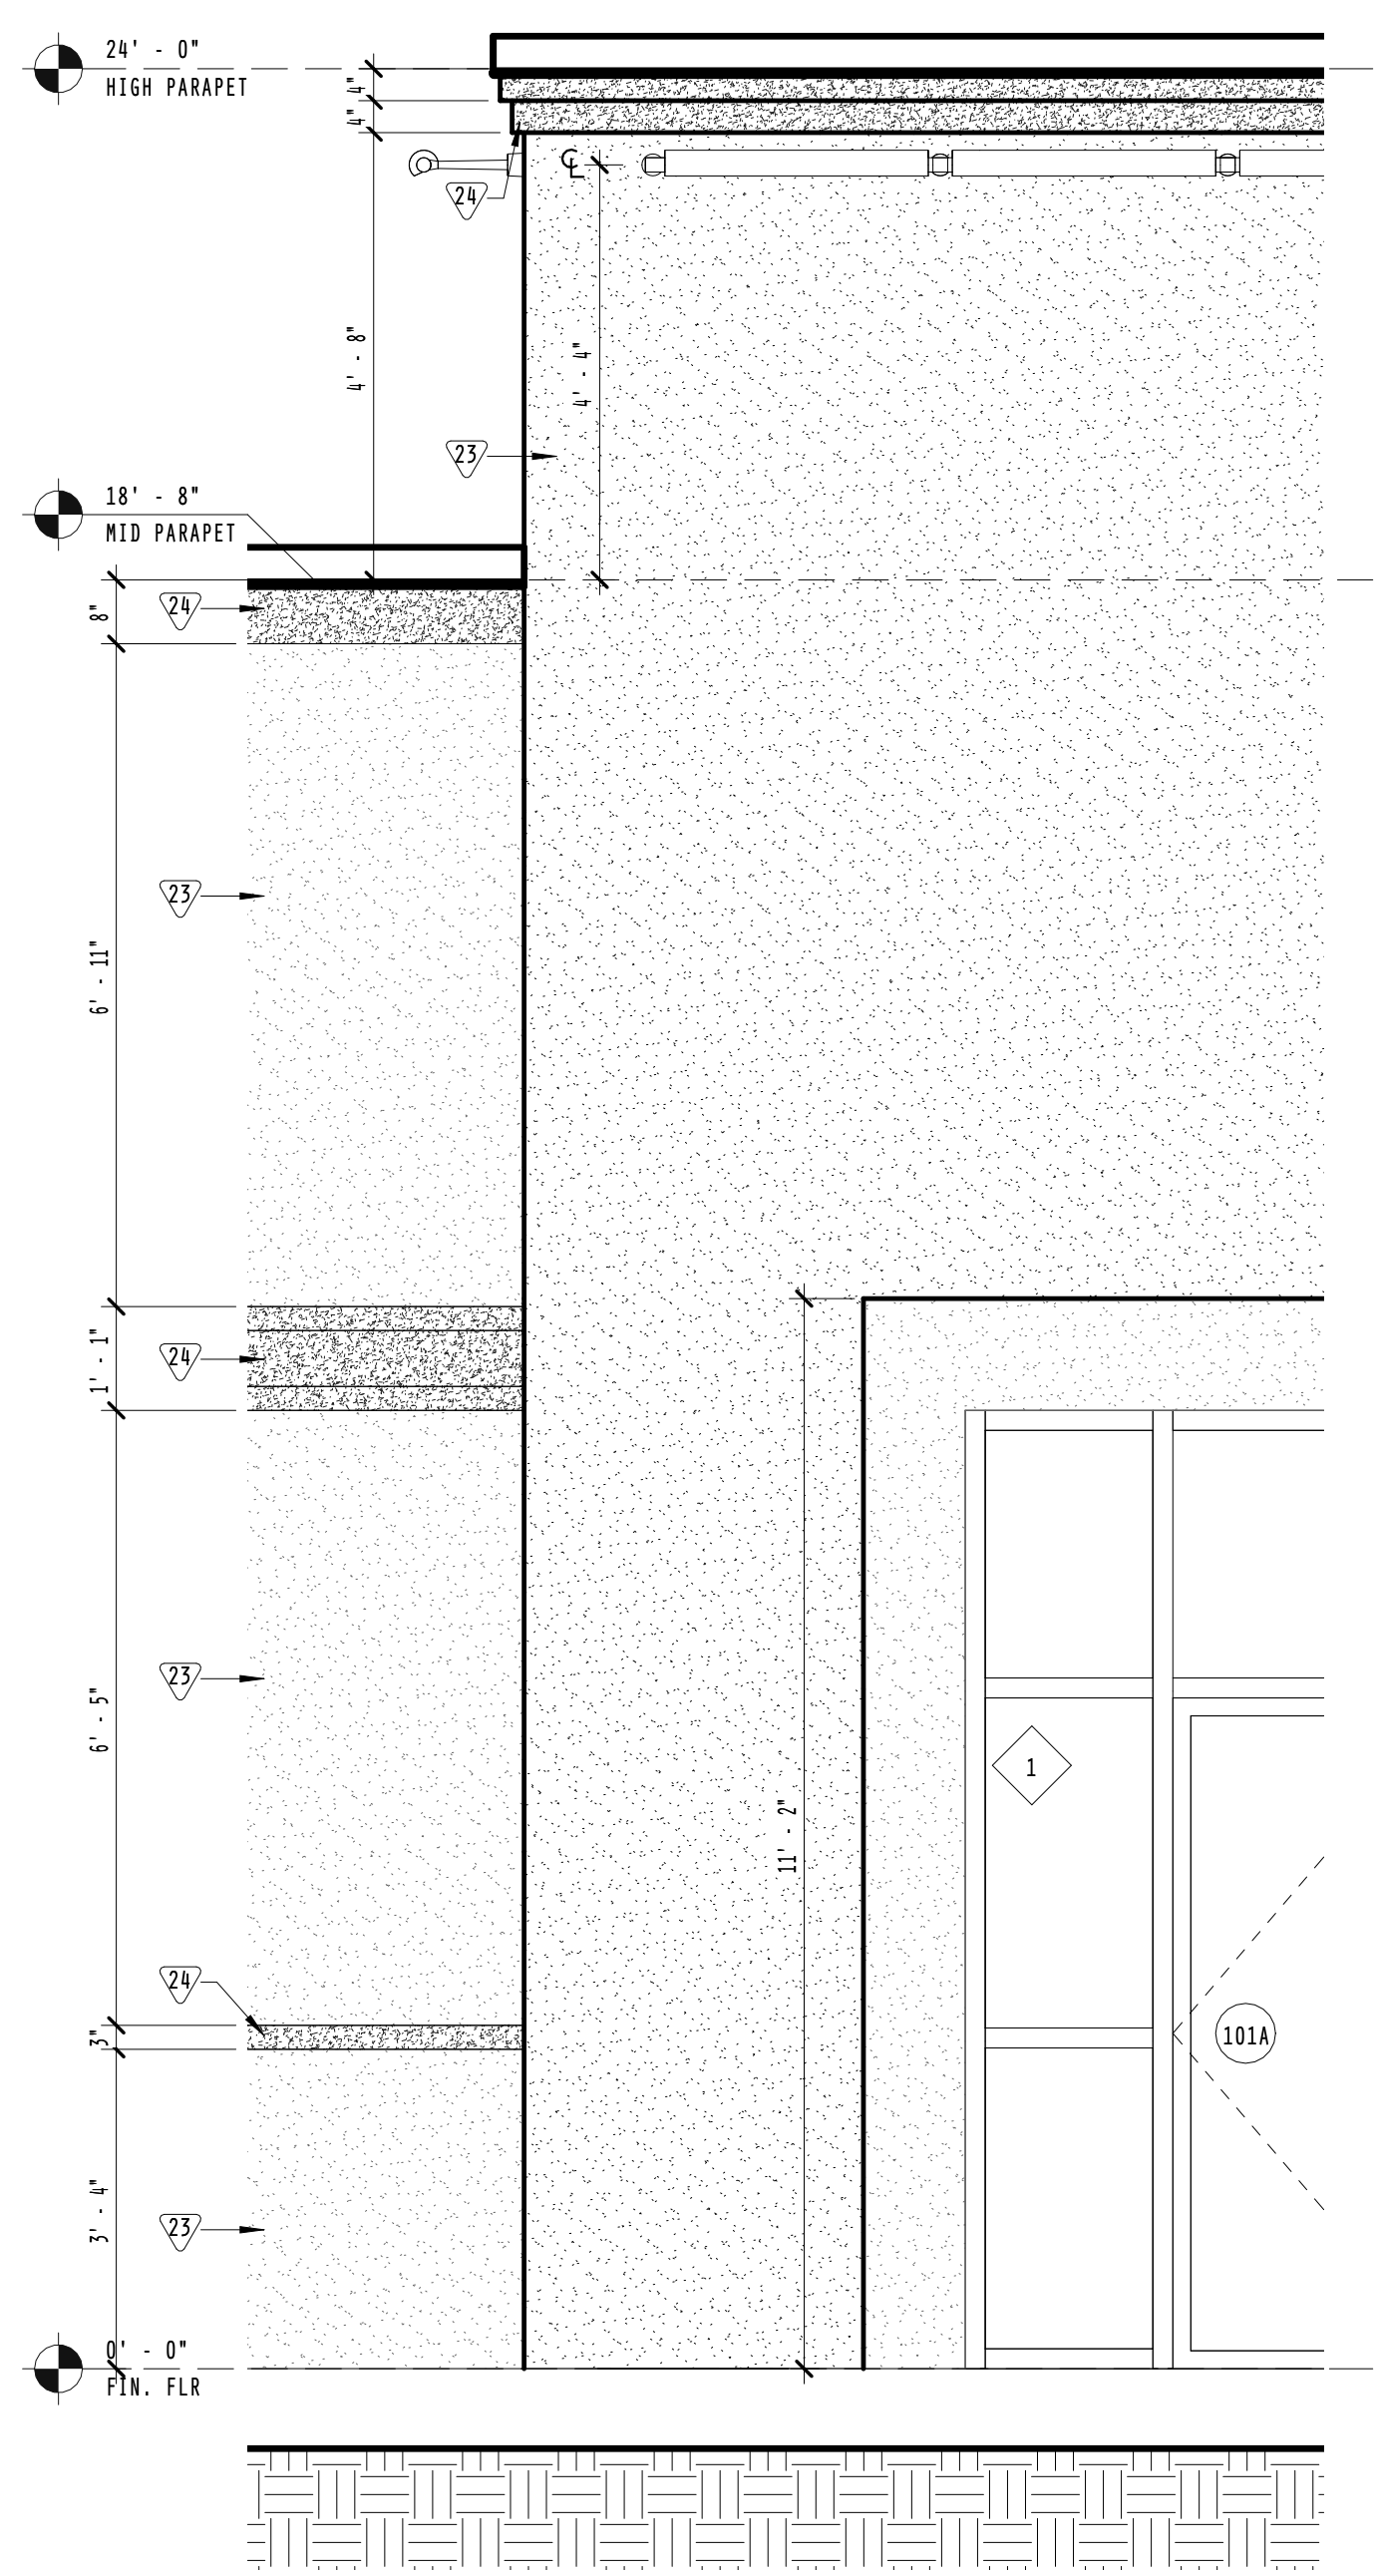 24' - 0"
HIGH PARAPET
4"
4"
℄
24
4' - 8"
4' - 4"
23
18' - 8"
MID PARAPET
8"
24
23
6' - 11"
1' - 1"
24
23
6' - 5"
1
11' - 2"
24
3"
101A
3' - 4"
23
0' - 0"
FIN. FLR